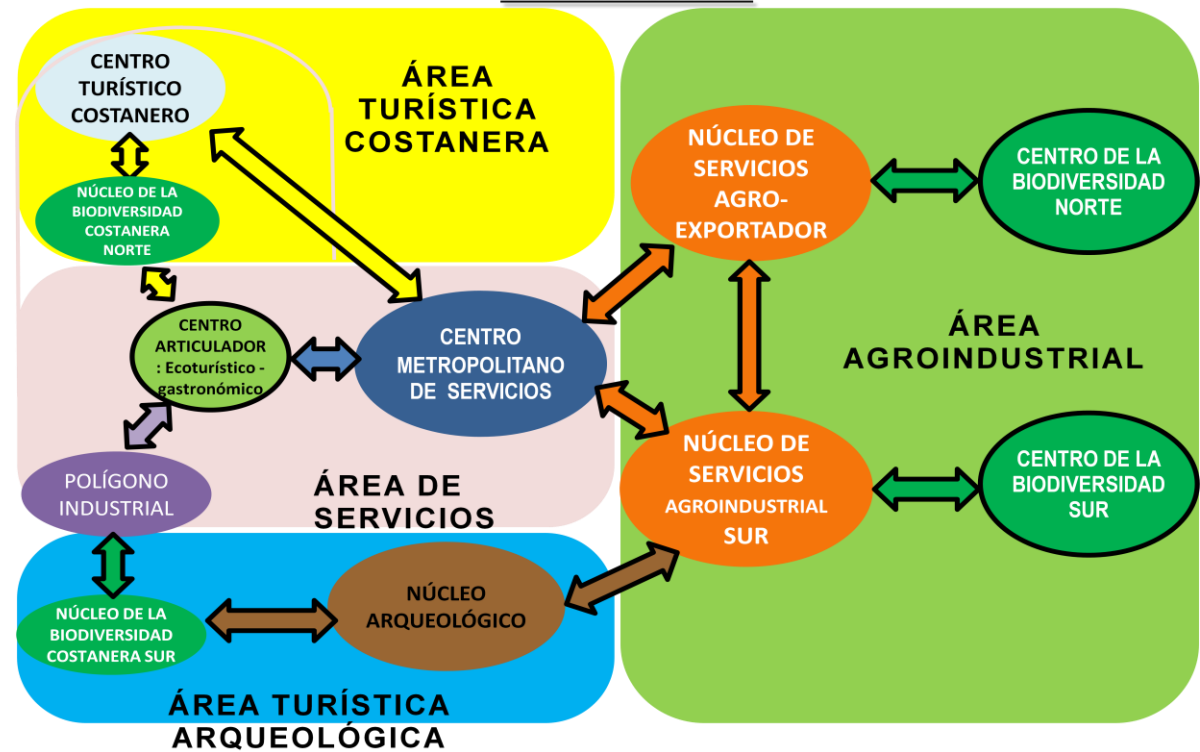 CENTRO
TURÍSTICO
COSTANERO
ÁREA
TURÍSTICA
COSTANERA
NÚCLEO DE LA
BIODIVERSIDAD
COSTANERA
NORTE
NÚCLEO DE
SERVICIOS
AGRO-
EXPORTADOR
CENTRO DE LA
BIODIVERSIDAD
NORTE
CENTRO
ARTICULADOR
: Ecoturístico -
gastronómico
CENTRO
METROPOLITANO
DE SERVICIOS
ÁREA
AGROINDUSTRIAL
POLÍGONO
INDUSTRIAL
ÁREA DE
SERVICIOS
NÚCLEO DE
SERVICIOS
AGROINDUSTRIAL
SUR
CENTRO DE LA
BIODIVERSIDAD
SUR
NÚCLEO DE LA
BIODIVERSIDAD
COSTANERA SUR
NÚCLEO
ARQUEOLÓGICO
ÁREA TURÍSTICA
ARQUEOLÓGICA